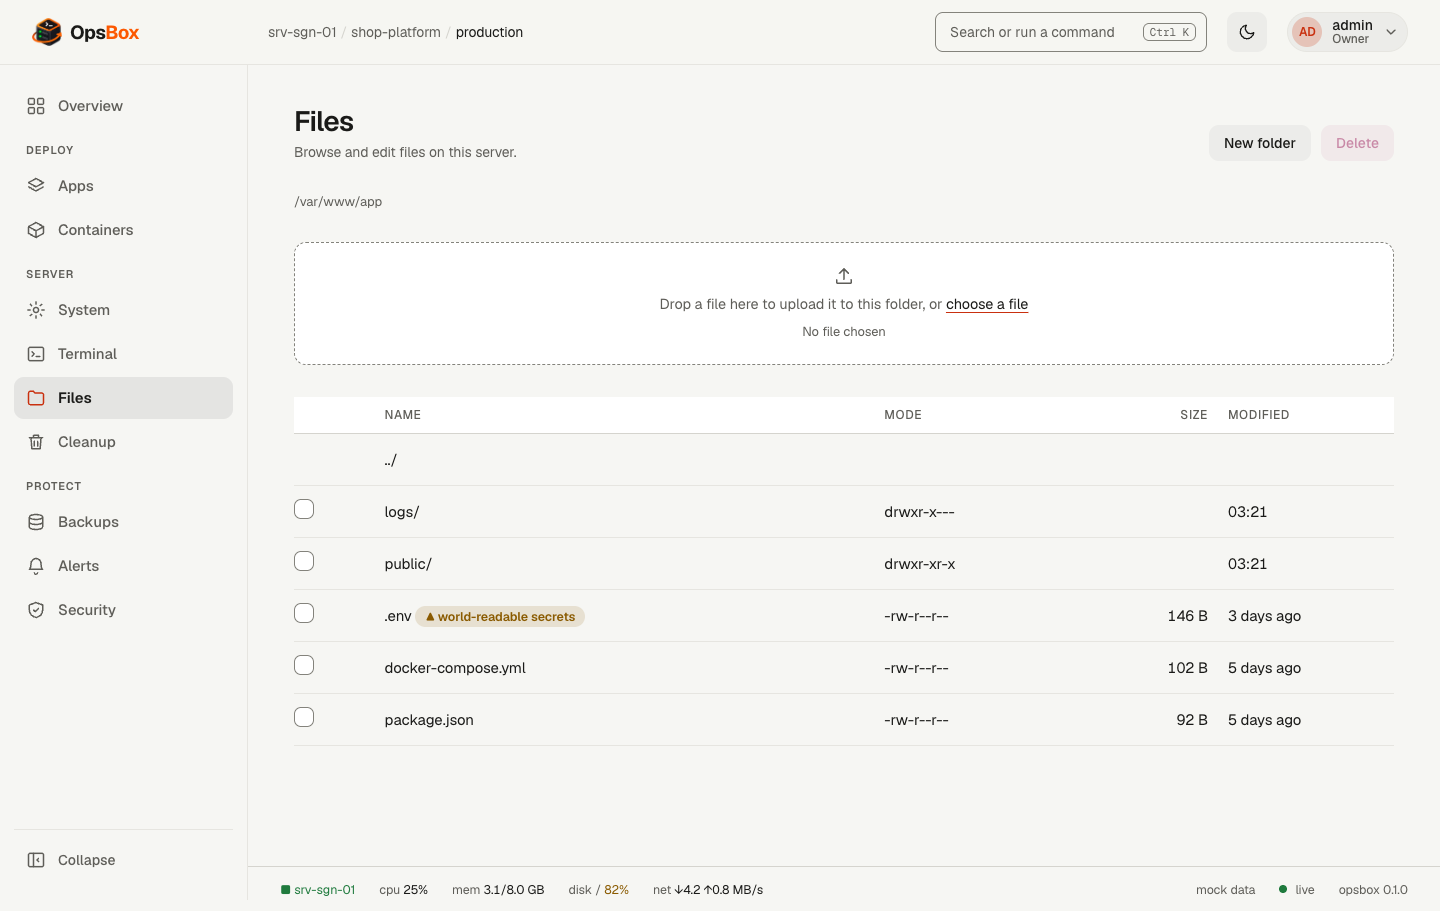 OpsBox
srv-sgn-01 / shop-platform / production
Search or run a command
Ctrl K
AD
admin
Owner
Overview
DEPLOY
Apps
Containers
SERVER
System
Terminal
Files
Cleanup
PROTECT
Backups
Alerts
Security
Collapse
Files
Browse and edit files on this server.
New folder
Delete
/var/www/app
Drop a file here to upload it to this folder, or choose a file
No file chosen
NAME MODE SIZE MODIFIED
../
logs/ drwxr-x--- 03:21
public/ drwxr-xr-x 03:21
.env world-readable secrets -rw-r--r-- 146 B 3 days ago
docker-compose.yml -rw-r--r-- 102 B 5 days ago
package.json -rw-r--r-- 92 B 5 days ago
srv-sgn-01 cpu 25% mem 3.1/8.0 GB disk / 82% net ↓4.2 ↑0.8 MB/s mock data live opsbox 0.1.0